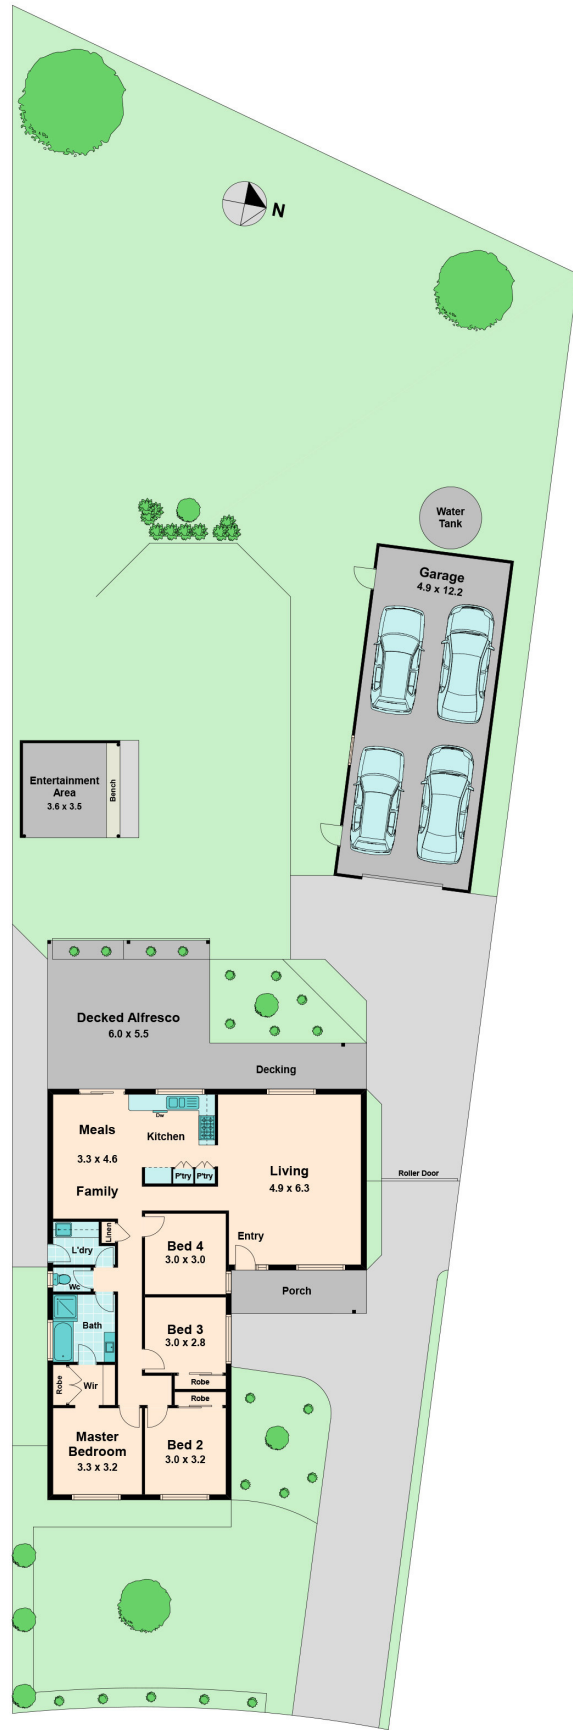 N
Water
Tank
Garage
4.9 x 12.2
Entertainment
Area
3.6 x 3.5
Bench
Decked Alfresco
6.0 x 5.5
Decking
Meals
3.3 x 4.6
Family
Dw
Kitchen
P'try
P'try
Living
4.9 x 6.3
Roller Door
Entry
Linen
L'dry
Bed 4
3.0 x 3.0
Wc
Porch
Bath
Bed 3
3.0 x 2.8
Robe
Wir
Robe
Robe
Master
Bedroom
3.3 x 3.2
Bed 2
3.0 x 3.2